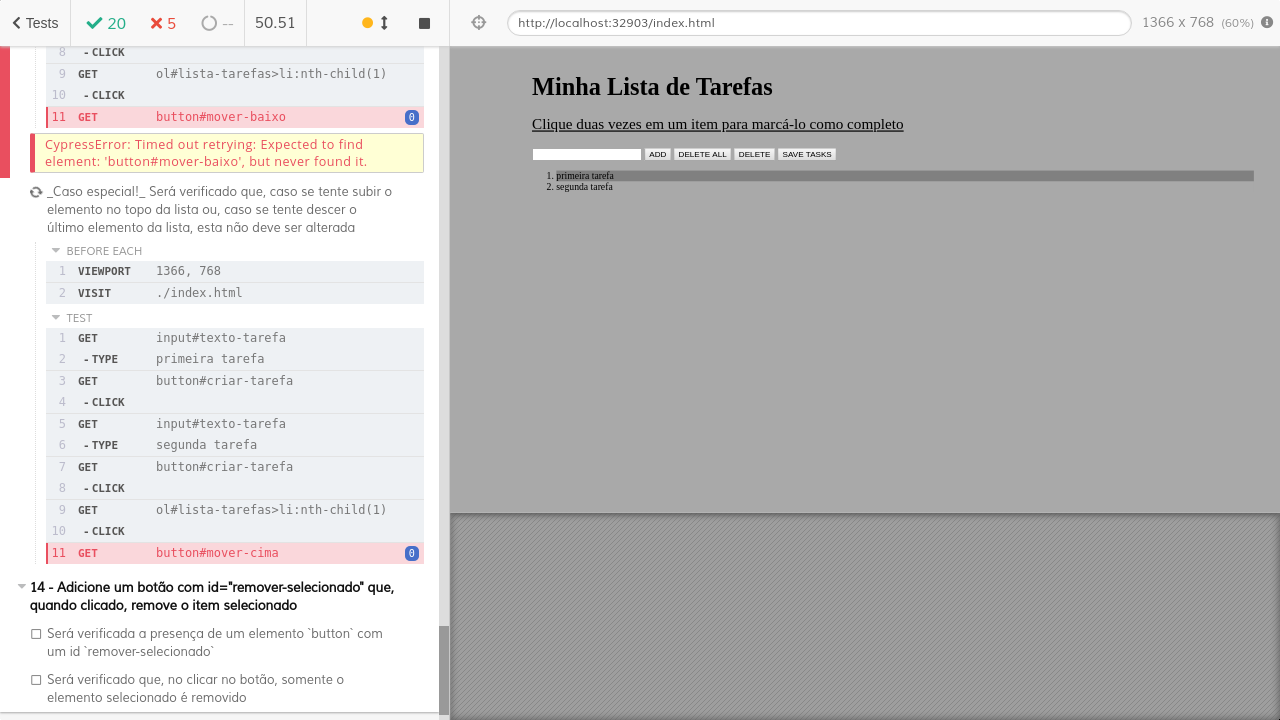 Tests 20 5 -- 50.51
8 -CLICK
9 GET ol#lista-tarefas>li:nth-child(1)
10 -CLICK
11 GET button#mover-baixo 0
CypressError: Timed out retrying: Expected to find
element: 'button#mover-baixo', but never found it.
_Caso especial!_ Será verificado que, caso se tente subir o
elemento no topo da lista ou, caso se tente descer o
último elemento da lista, esta não deve ser alterada
BEFORE EACH
1 VIEWPORT 1366, 768
2 VISIT ./index.html
TEST
1 GET input#texto-tarefa
2 -TYPE primeira tarefa
3 GET button#criar-tarefa
4 -CLICK
5 GET input#texto-tarefa
6 -TYPE segunda tarefa
7 GET button#criar-tarefa
8 -CLICK
9 GET ol#lista-tarefas>li:nth-child(1)
10 -CLICK
11 GET button#mover-cima 0
14 - Adicione um botão com id="remover-selecionado" que,
quando clicado, remove o item selecionado
Será verificada a presença de um elemento `button` com
um id `remover-selecionado`
Será verificado que, no clicar no botão, somente o
elemento selecionado é removido
http://localhost:32903/index.html 1366 x 768 (60%)
Minha Lista de Tarefas
Clique duas vezes em um item para marcá-lo como completo
ADD DELETE ALL DELETE SAVE TASKS
1. primeira tarefa
2. segunda tarefa